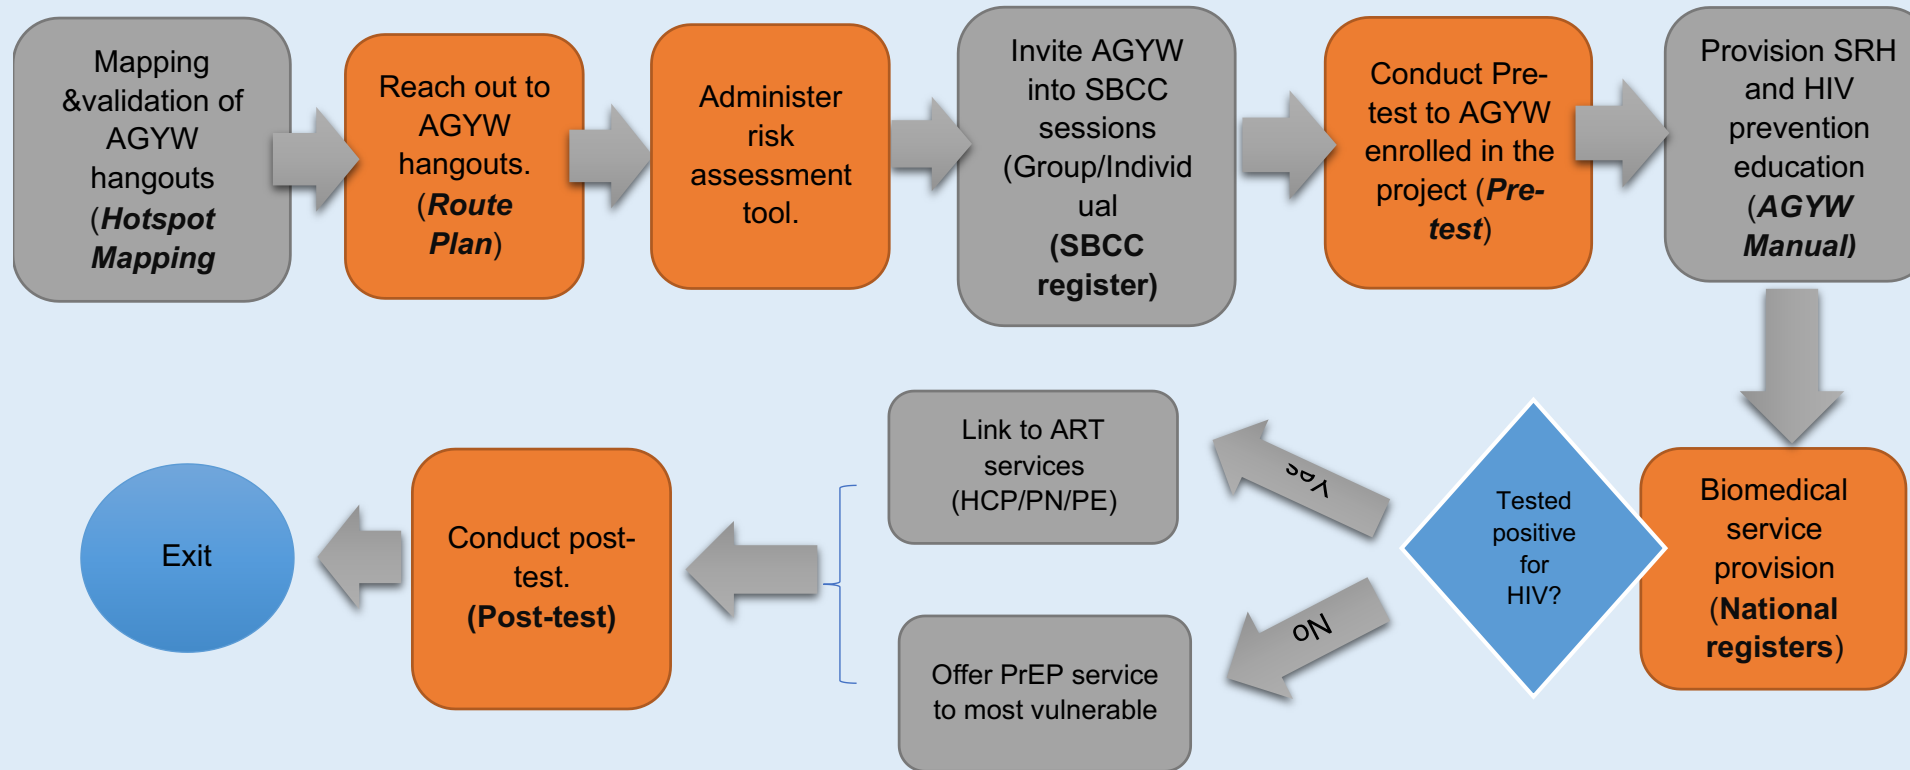 Mapping
&validation of
AGYW
hangouts
(Hotspot
Mapping
Reach out to
AGYW
hangouts.
(Route
Plan)
Administer
risk
assessment
tool.
Invite AGYW
into SBCC
sessions
(Group/Individ
ual
(SBCC
register)
Conduct Pre-
test to AGYW
enrolled in the
project (Pre-
test)
Provision SRH
and HIV
prevention
education
(AGYW
Manual)
Biomedical
service
provision
(National
registers)
Tested
positive
for
HIV?
Yes
Link to ART
services
(HCP/PN/PE)
No
Offer PrEP service
to most vulnerable
Conduct post-
test.
(Post-test)
Exit